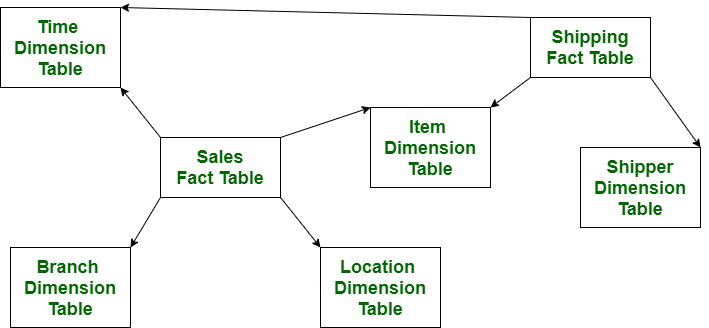 Time
Dimension
Table
Shipping
Fact Table
Item
Dimension
Table
Sales
Fact Table
Shipper
Dimension
Table
Branch
Dimension
Table
Location
Dimension
Table